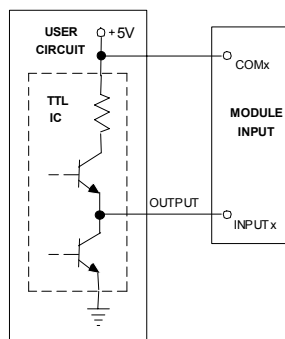 USER
CIRCUIT
+5V
COMx
TTL
IC
MODULE
INPUT
OUTPUT
INPUTx